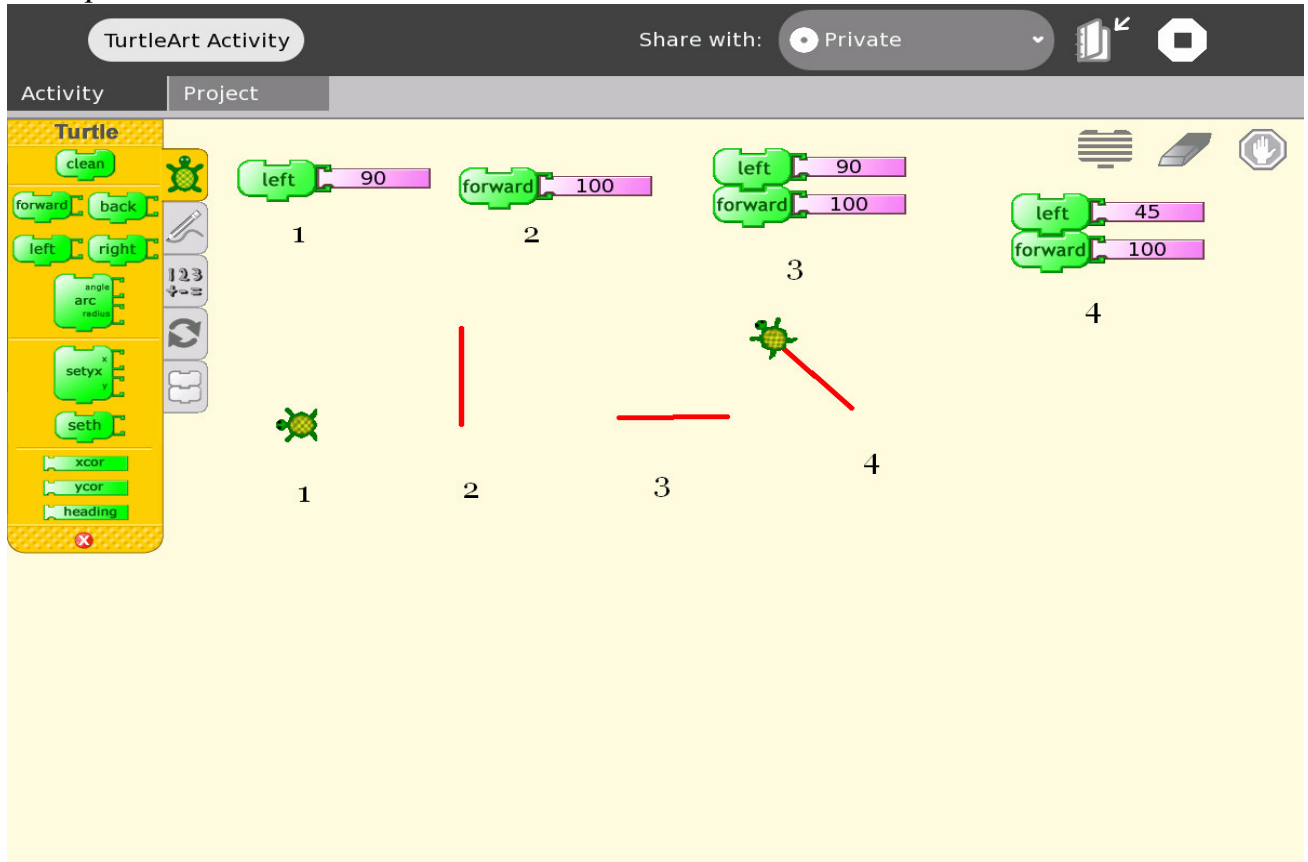 TurtleArt Activity
Share with: Private
Activity Project
Turtle
clean
forward back
left right
angle
arc
radius
x
setyx
y
seth
xcor
ycor
heading
left 90
1
forward 100
2
left 90
forward 100
3
left 45
forward 100
4
123
+-=
1
2
3
4